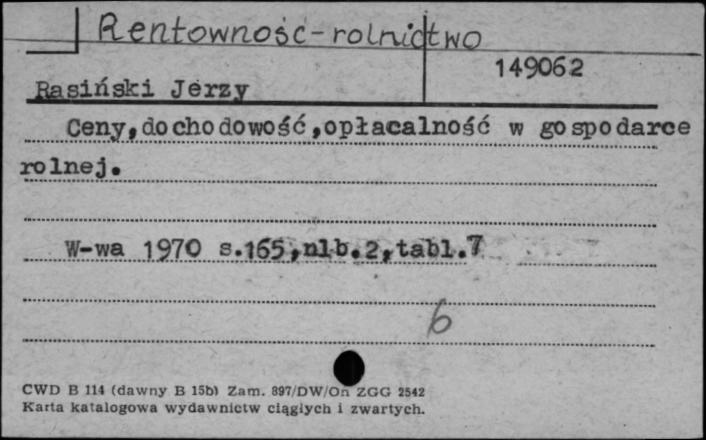 Rentowność-rolnictwo
149062
Rasiński Jerzy
Ceny,dochodowość,opłacalność w gospodarce
rolnej.
W-wa 1970 s.165,nlb.2,tabl.7
6
CWD B 114 (dawny B 15b) Zam. 897/DW/On ZGG 2542
Karta katalogowa wydawnictw ciągłych i zwartych.